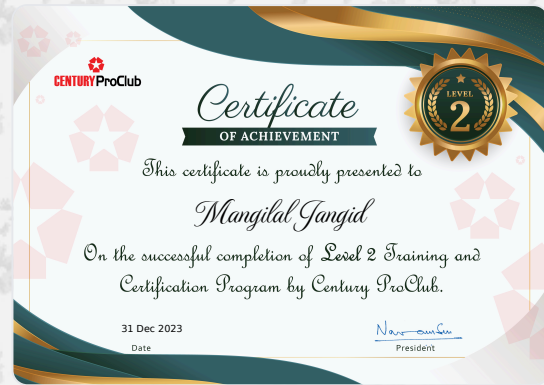 CENTURY ProClub
Certificate
OF ACHIEVEMENT
LEVEL
2
This certificate is proudly presented to
Mangilal Jangid
On the successful completion of Level 2 Training and
Certification Program by Century ProClub.
31 Dec 2023
Date
President